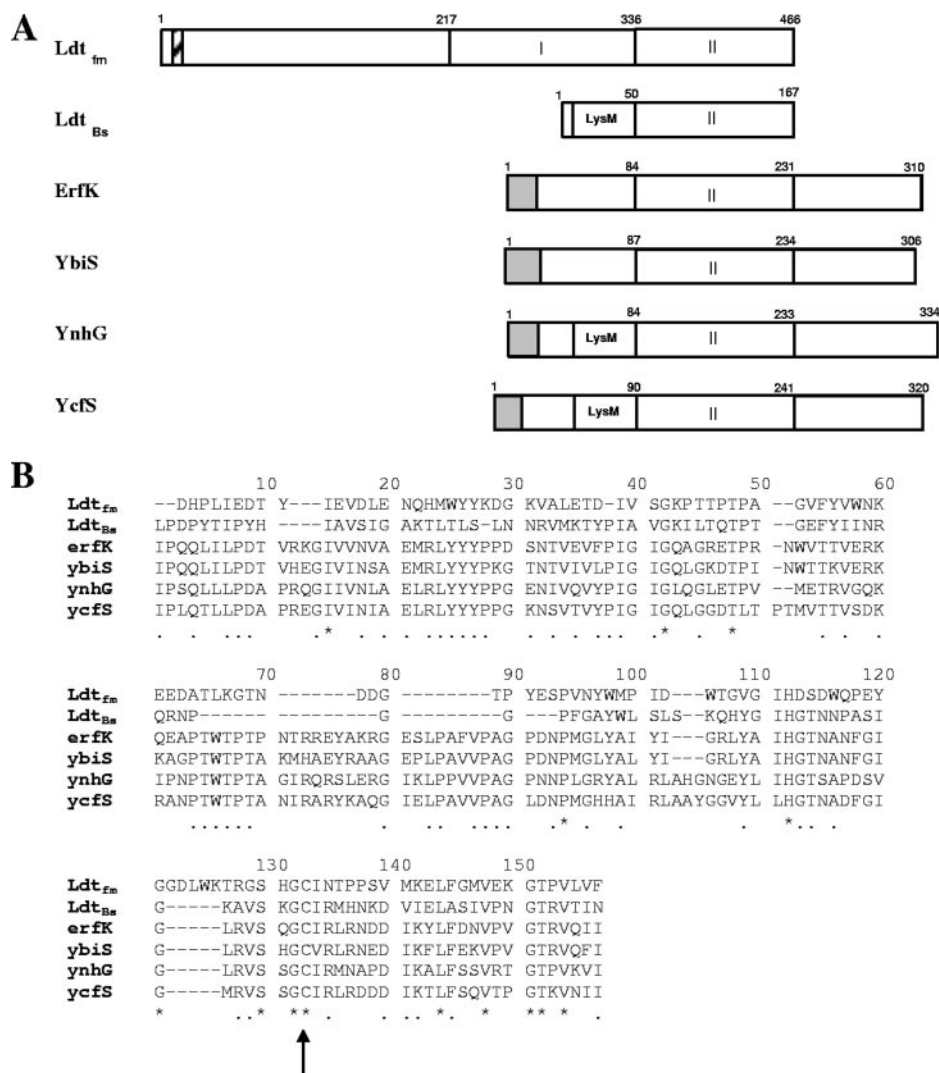 A
1 217 336 466
Ldt fm I II
1 50 167
Ldt Bs LysM II
1 84 231 310
ErfK II
1 87 234 306
YbiS II
1 84 233 334
YnhG LysM II
1 90 241 320
YcfS LysM II
B
10 20 30 40 50 60
Ldtfm --DHPLIEDT Y---IEVDLE NQHMWYYKDG KVALETD-IV SGKPTTPTPA --GVFYVWNK
LdtBs LPDPYTIPYH ----IAVSIG AKTLTLS-LN NRVMKTYPIA VGKILTQTPT --GEFYIINR
erfK IPQQLILPDT VRKGIVVNVA EMRLYYYPPD SNTVEVFPIG IGQAGRETPR -NWVTTVERK
ybiS IPQQLILPDT VHEGIVINSA EMRLYYYPKG TNTVIVLPIG IGQLGKDTPI -NWTTKVERK
ynhG IPSQLLLPDA PRQGIIVNLA ELRLYYYPPG ENIVQVYPIG IGLQGLETPV --METRVGQK
ycfS IPLQTLLPDA PREGIVINIA ELRLYYYPPG KNSVTVYPIG IGQLGGDTLT PTMVTTVSDK
. .. ... .* . . .. .... . . .. . .* . * . . .
70 80 90 100 110 120
Ldtfm EEDATLKGTN --------DDG ---------TP YESPVNYWMP ID---WTGVG IHDSDWQPEY
LdtBs QRNP------ ----------G ----------G ---PFGAYWL SLS--KQHYG IHGTNNPASI
erfK QEAPTWTPTP NTRREYAKRG ESLPAFVPAG PDNPMGLYAL YI---GRLYA IHGTNANFGI
ybiS KAGPTWTPTA KMHAEYRAAG EPLPAVVPAG PDNPMGLYAL YI---GRLYA IHGTNANFGI
ynhG IPNPTWTPTA GIRQRSLERG IKLPPVVPAG PNNPLGRYAL RLAHGNGEYL IHGTSAPDSV
ycfS RANPTWTPTA NIRARYKAQG IELPAVVPAG LDNPMGHHAI RLAAYGGVYL LHGTNADFGI
...... . .. ... .* . . . *.. .
130 140 150
Ldtfm GGDLWKTRGS HGCINTPPSV MKELFGMVEK GTPVLVF
LdtBs G-----KAVS KGCIRMHNKD VIELASIVPN GTRVTIN
erfK G-----LRVS QGCIRLRNDD IKYLFDNVPV GTRVQII
ybiS G-----LRVS HGCVRLRNED IKFLFEKVPV GTRVQFI
ynhG G-----LRVS SGCIRMNAPD IKALFSSVRT GTPVKVI
ycfS G-----MRVS SGCIRLRDDD IKTLFSQVTP GTKVNII
* ..* ** . . .. *. * ** * .